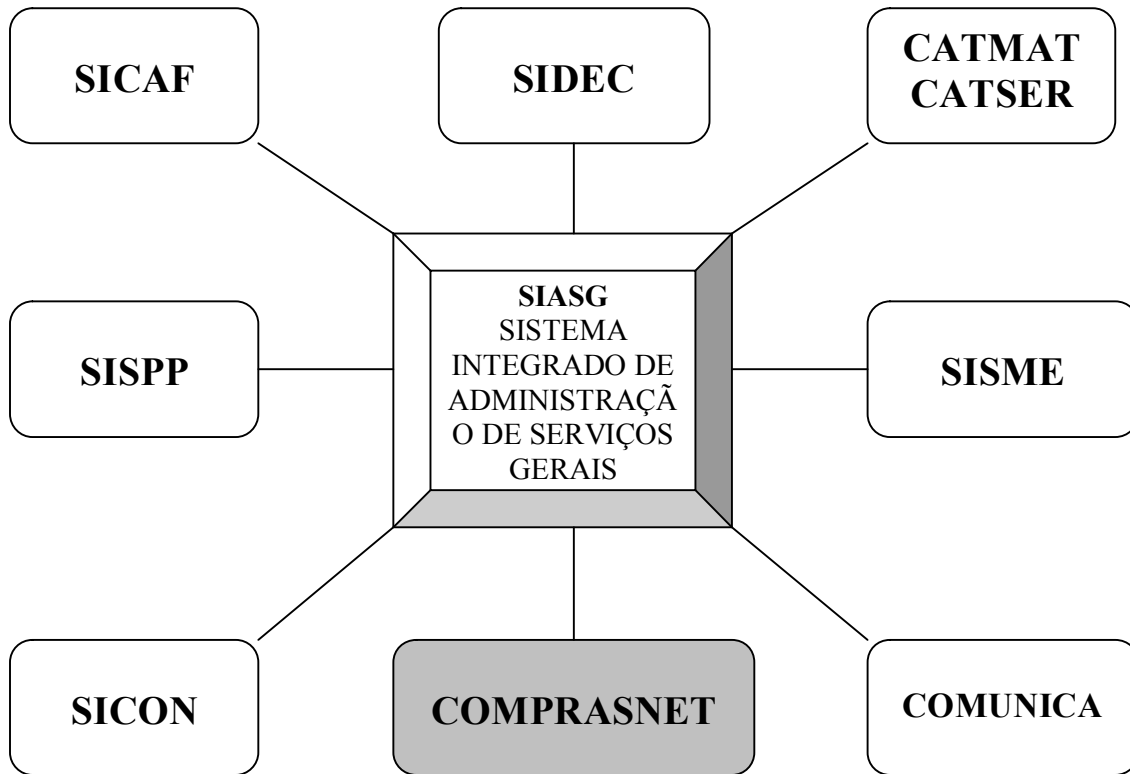 SICAF
SIDEC
CATMAT
CATSER
SISPP
SIASG
SISTEMA
INTEGRADO DE
ADMINISTRAÇÃ
O DE SERVIÇOS
GERAIS
SISME
SICON
COMPRASNET
COMUNICA